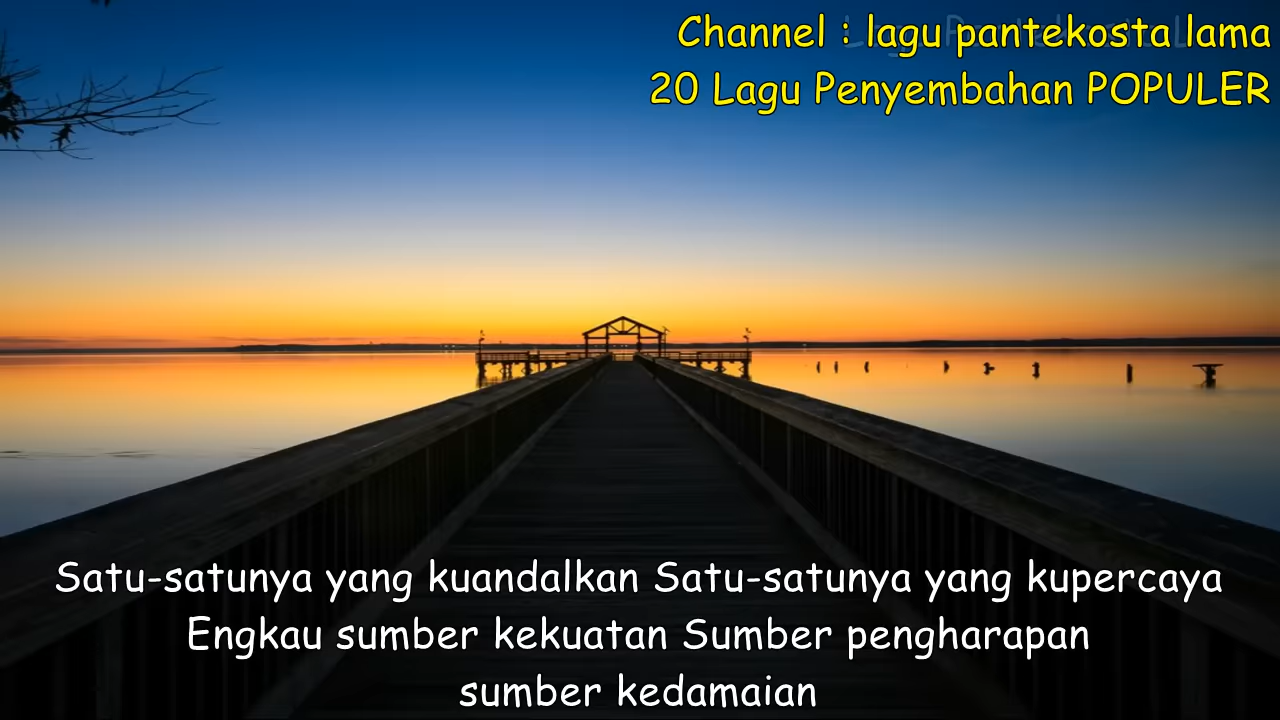 Channel : lagu pantekosta lama
20 Lagu Penyembahan POPULER
Satu-satunya yang kuandalkan Satu-satunya yang kupercaya
Engkau sumber kekuatan Sumber pengharapan
sumber kedamaian